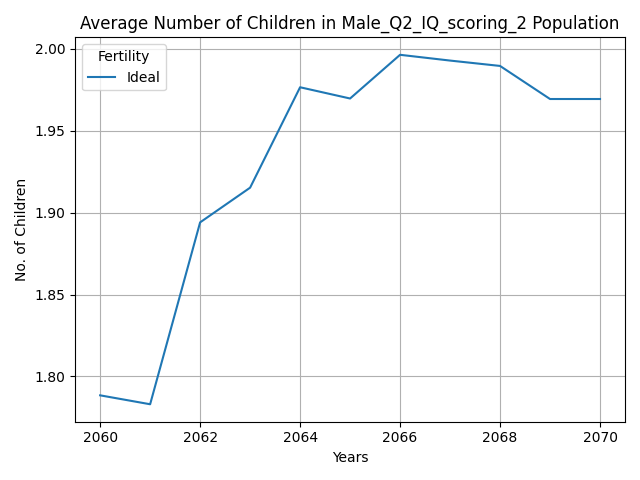 Average Number of Children in Male_Q2_IQ_scoring_2 Population
Fertility
Ideal
2.00
1.95
1.90
1.85
1.80
No. of Children
2060 2062 2064 2066 2068 2070
Years